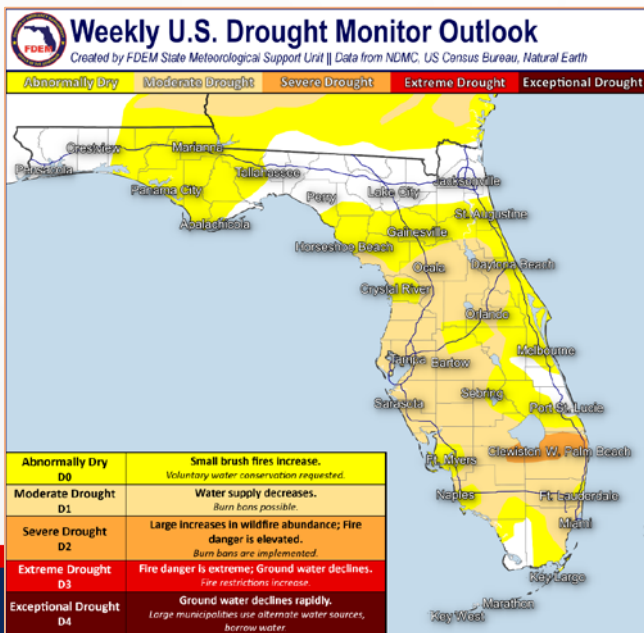 Weekly U.S. Drought Monitor Outlook
FDEM
Created by FDEM State Meteorological Support Unit || Data from NDMC, US Census Bureau, Natural Earth
Abnormally Dry Moderate Drought Severe Drought Extreme Drought Exceptional Drought
Crestview
Marianna
Pensacola
Tallahassee
Jacksonville
Panama City
Perry
Lake City
St. Augustine
Apalachicola
Gainesville
Horseshoe Beach
Ocala
Daytona Beach
Crystal River
Orlando
Melbourne
Tampa
Bartow
Sebring
Sarasota
Port St. Lucie
Clewiston
W. Palm Beach
Ft. Myers
Naples
Ft. Lauderdale
Miami
Key Largo
Marathon
Key West
Abnormally Dry
D0
Small brush fires increase.
Voluntary water conservation requested.
Moderate Drought
D1
Water supply decreases.
Burn bans possible.
Severe Drought
D2
Large increases in wildfire abundance; Fire
danger is elevated.
Burn bans are implemented.
Extreme Drought
D3
Fire danger is extreme; Ground water declines.
Fire restrictions increase.
Exceptional Drought
D4
Ground water declines rapidly.
Large municipalities use alternate water sources,
borrow water